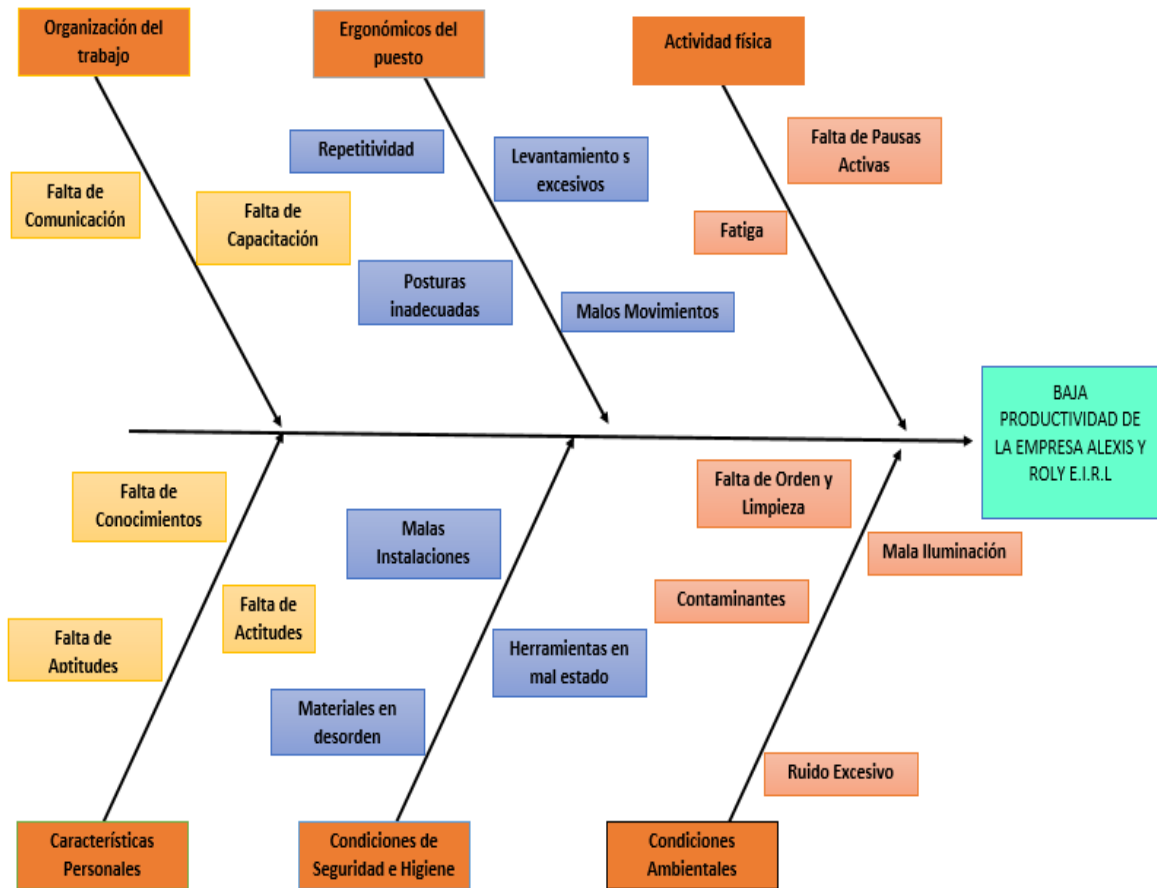 Organización del
trabajo
Ergonómicos del
puesto
Actividad física
Falta de Pausas
Activas
Repetitividad
Levantamiento s
excesivos
Falta de
Comunicación
Falta de
Capacitación
Fatiga
Posturas
inadecuadas
Malos Movimientos
BAJA
PRODUCTIVIDAD DE
LA EMPRESA ALEXIS Y
ROLY E.I.R.L
Falta de
Conocimientos
Malas
Instalaciones
Falta de Orden y
Limpieza
Mala Iluminación
Falta de
Actitudes
Contaminantes
Falta de
Aptitudes
Herramientas en
mal estado
Materiales en
desorden
Ruido Excesivo
Características
Personales
Condiciones de
Seguridad e Higiene
Condiciones
Ambientales